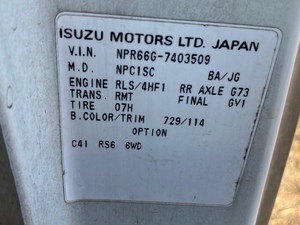 ISUZU MOTORS LTD. JAPAN
V.I.N. NPR66G-7403509
M.D. NPC1SC BA/JG
ENGINE RLS/4HF1 RR AXLE G73
TRANS. RMT FINAL GV1
TIRE 07H
B.COLOR/TRIM 729/114
OPTION
C41 RS6 6WD